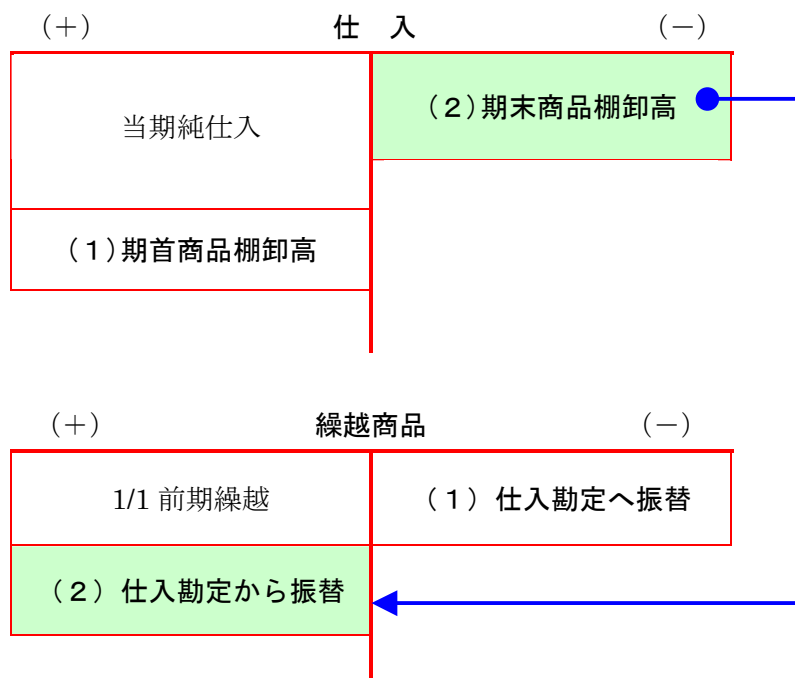 （＋） 仕　入 （－）
当期純仕入 （２）期末商品棚卸高
（１）期首商品棚卸高
（＋） 繰越商品 （－）
1/1 前期繰越 （１）仕入勘定へ振替
（２）仕入勘定から振替